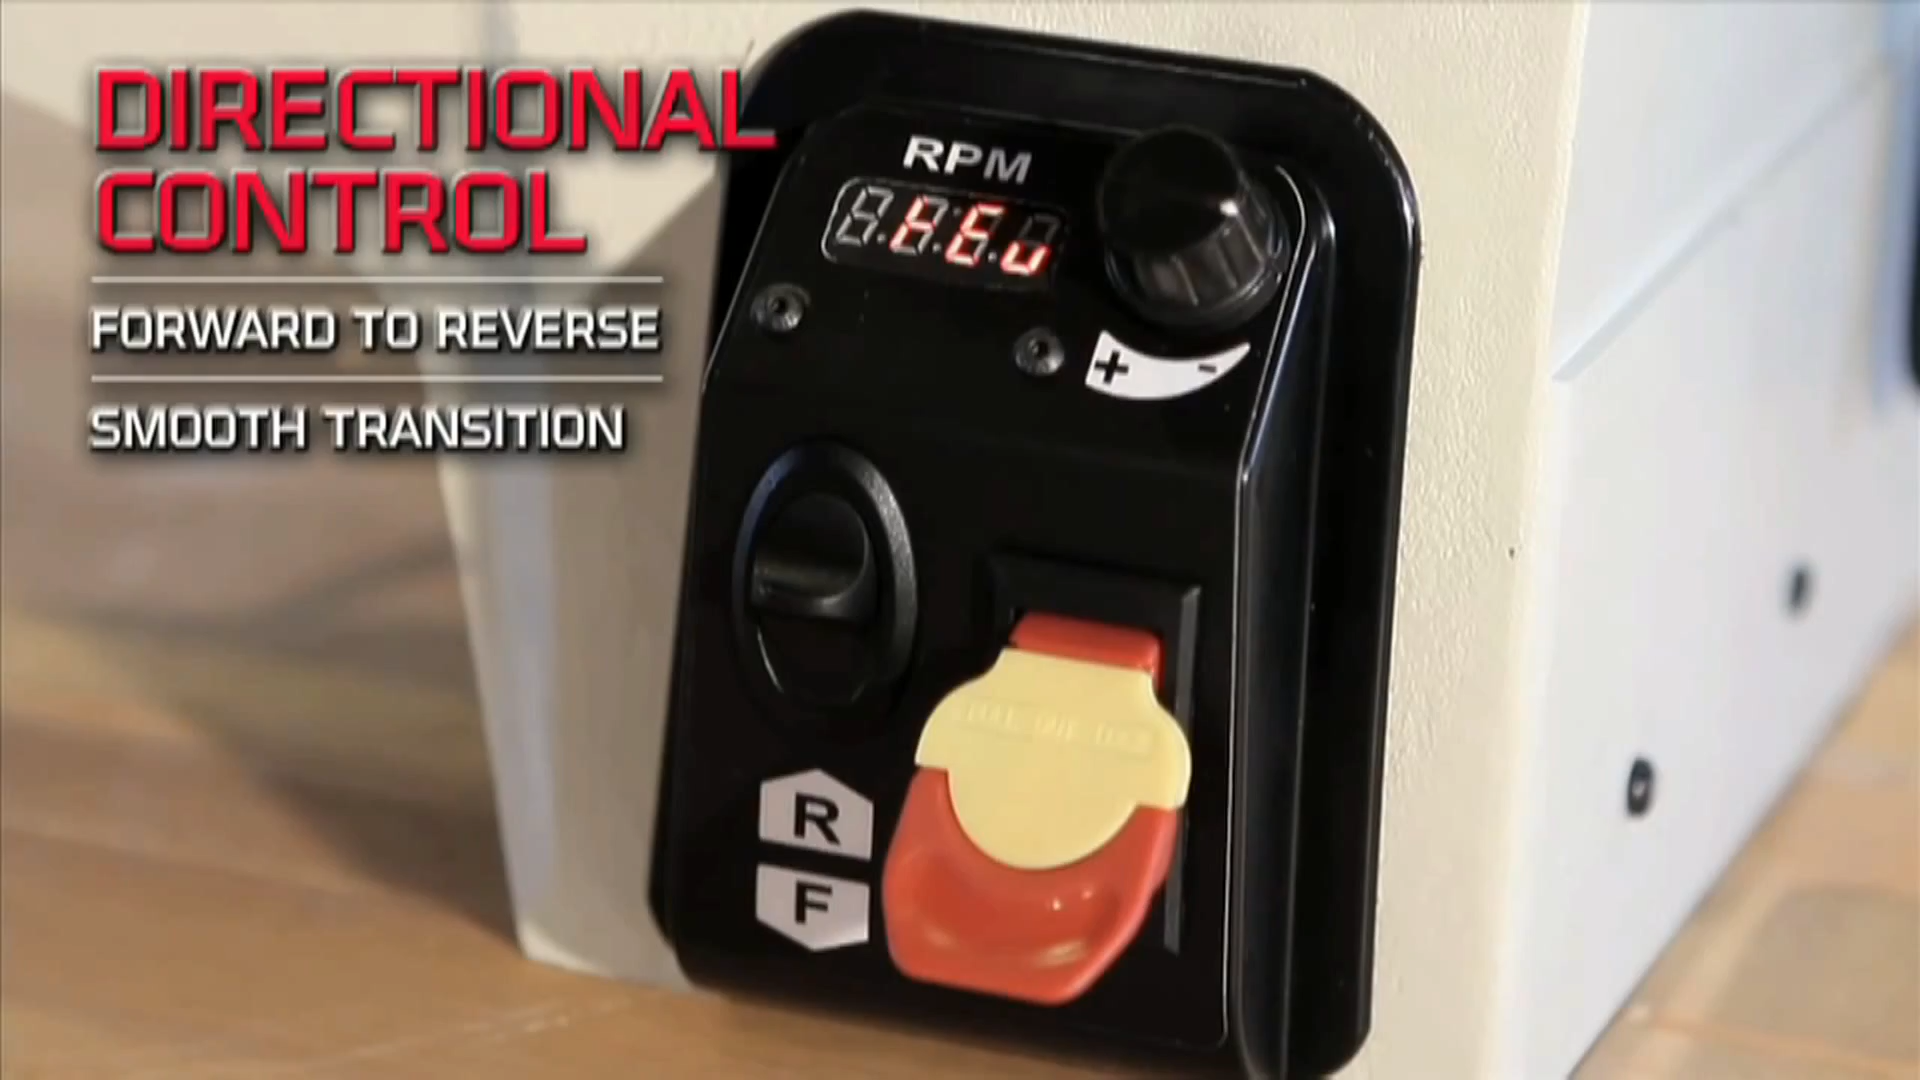 DIRECTIONAL
CONTROL
FORWARD TO REVERSE
SMOOTH TRANSITION
RPM
+ -
R
F